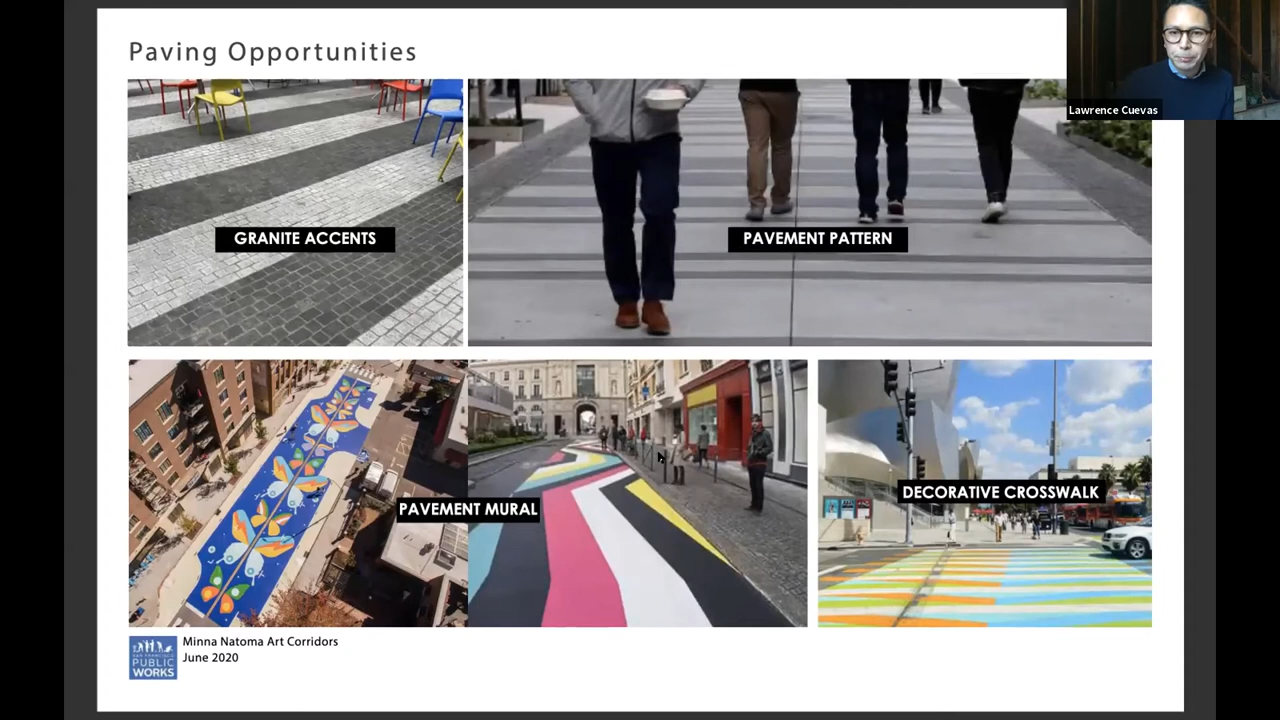 Paving Opportunities
Lawrence Cuevas
GRANITE ACCENTS
PAVEMENT PATTERN
PAVEMENT MURAL
DECORATIVE CROSSWALK
SAN FRANCISCO
PUBLIC
WORKS
Minna Natoma Art Corridors
June 2020